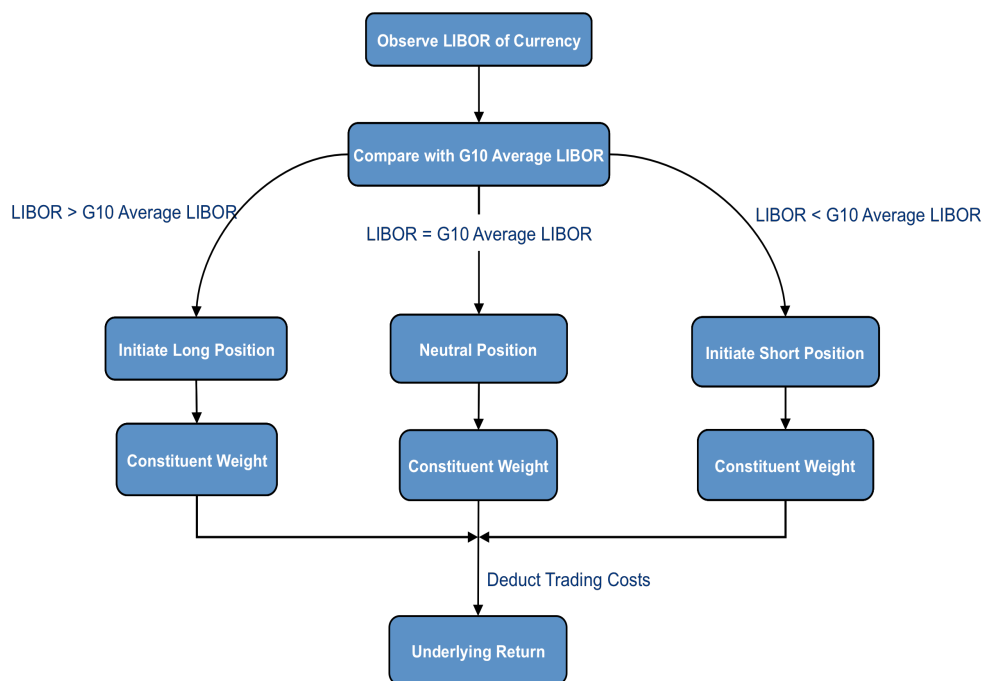 Observe LIBOR of Currency
Compare with G10 Average LIBOR
LIBOR > G10 Average LIBOR
LIBOR = G10 Average LIBOR
LIBOR < G10 Average LIBOR
Initiate Long Position
Neutral Position
Initiate Short Position
Constituent Weight
Constituent Weight
Constituent Weight
Deduct Trading Costs
Underlying Return